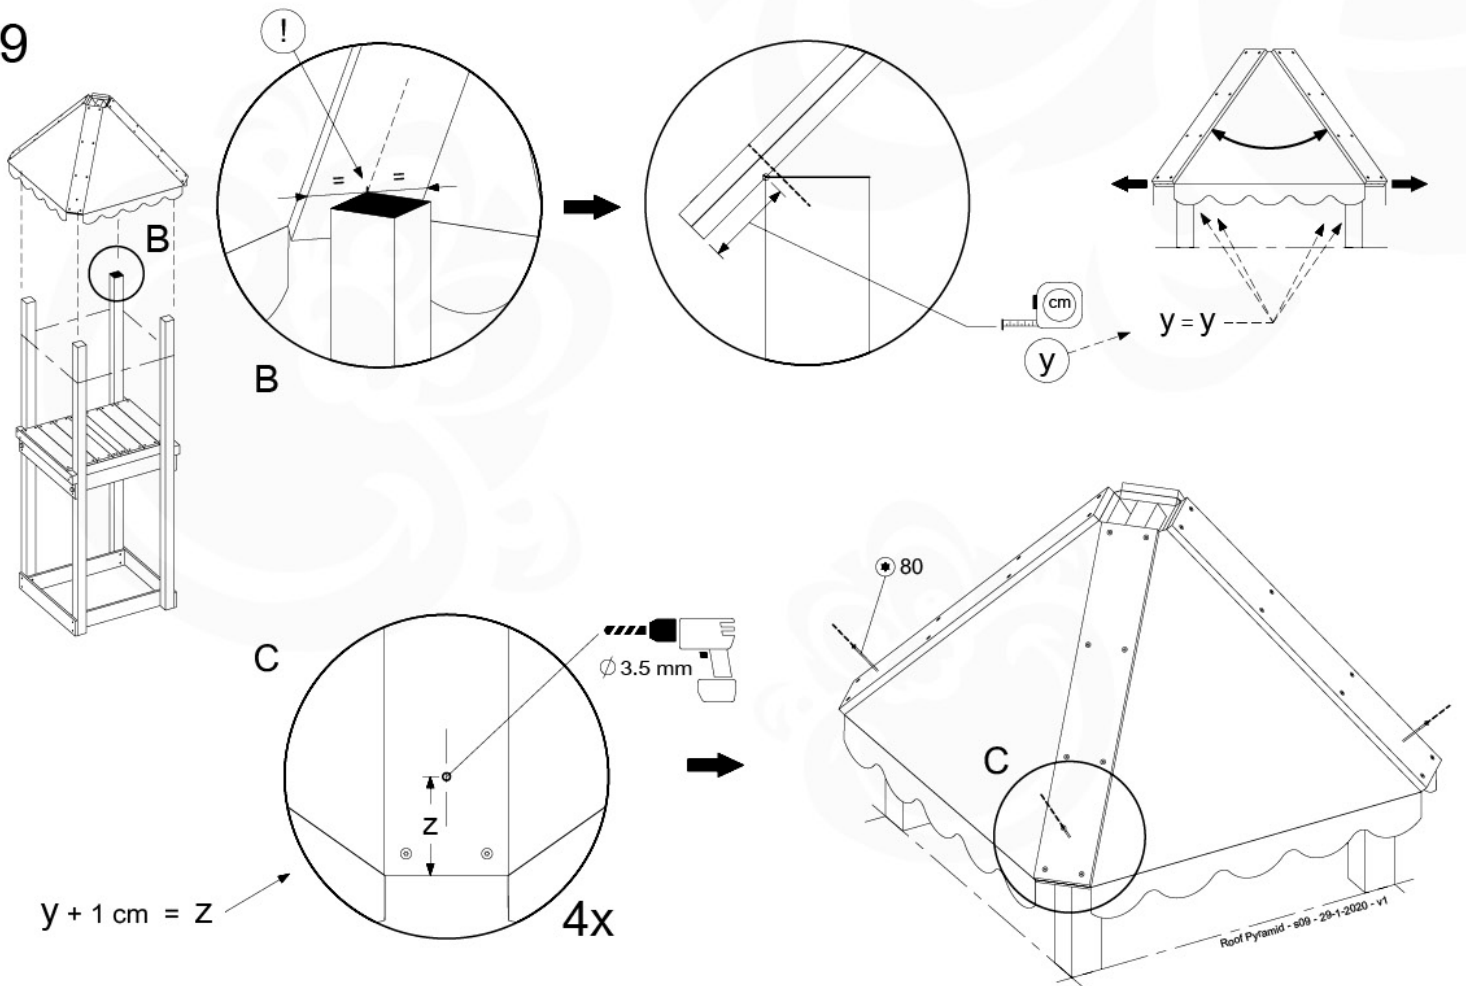 9
!
B
= =
B
cm
y
y = y
80
C
Ø 3.5 mm
C
z
y + 1 cm = z
4x
Roof Pyramid - s09 - 29-1-2020 - v1